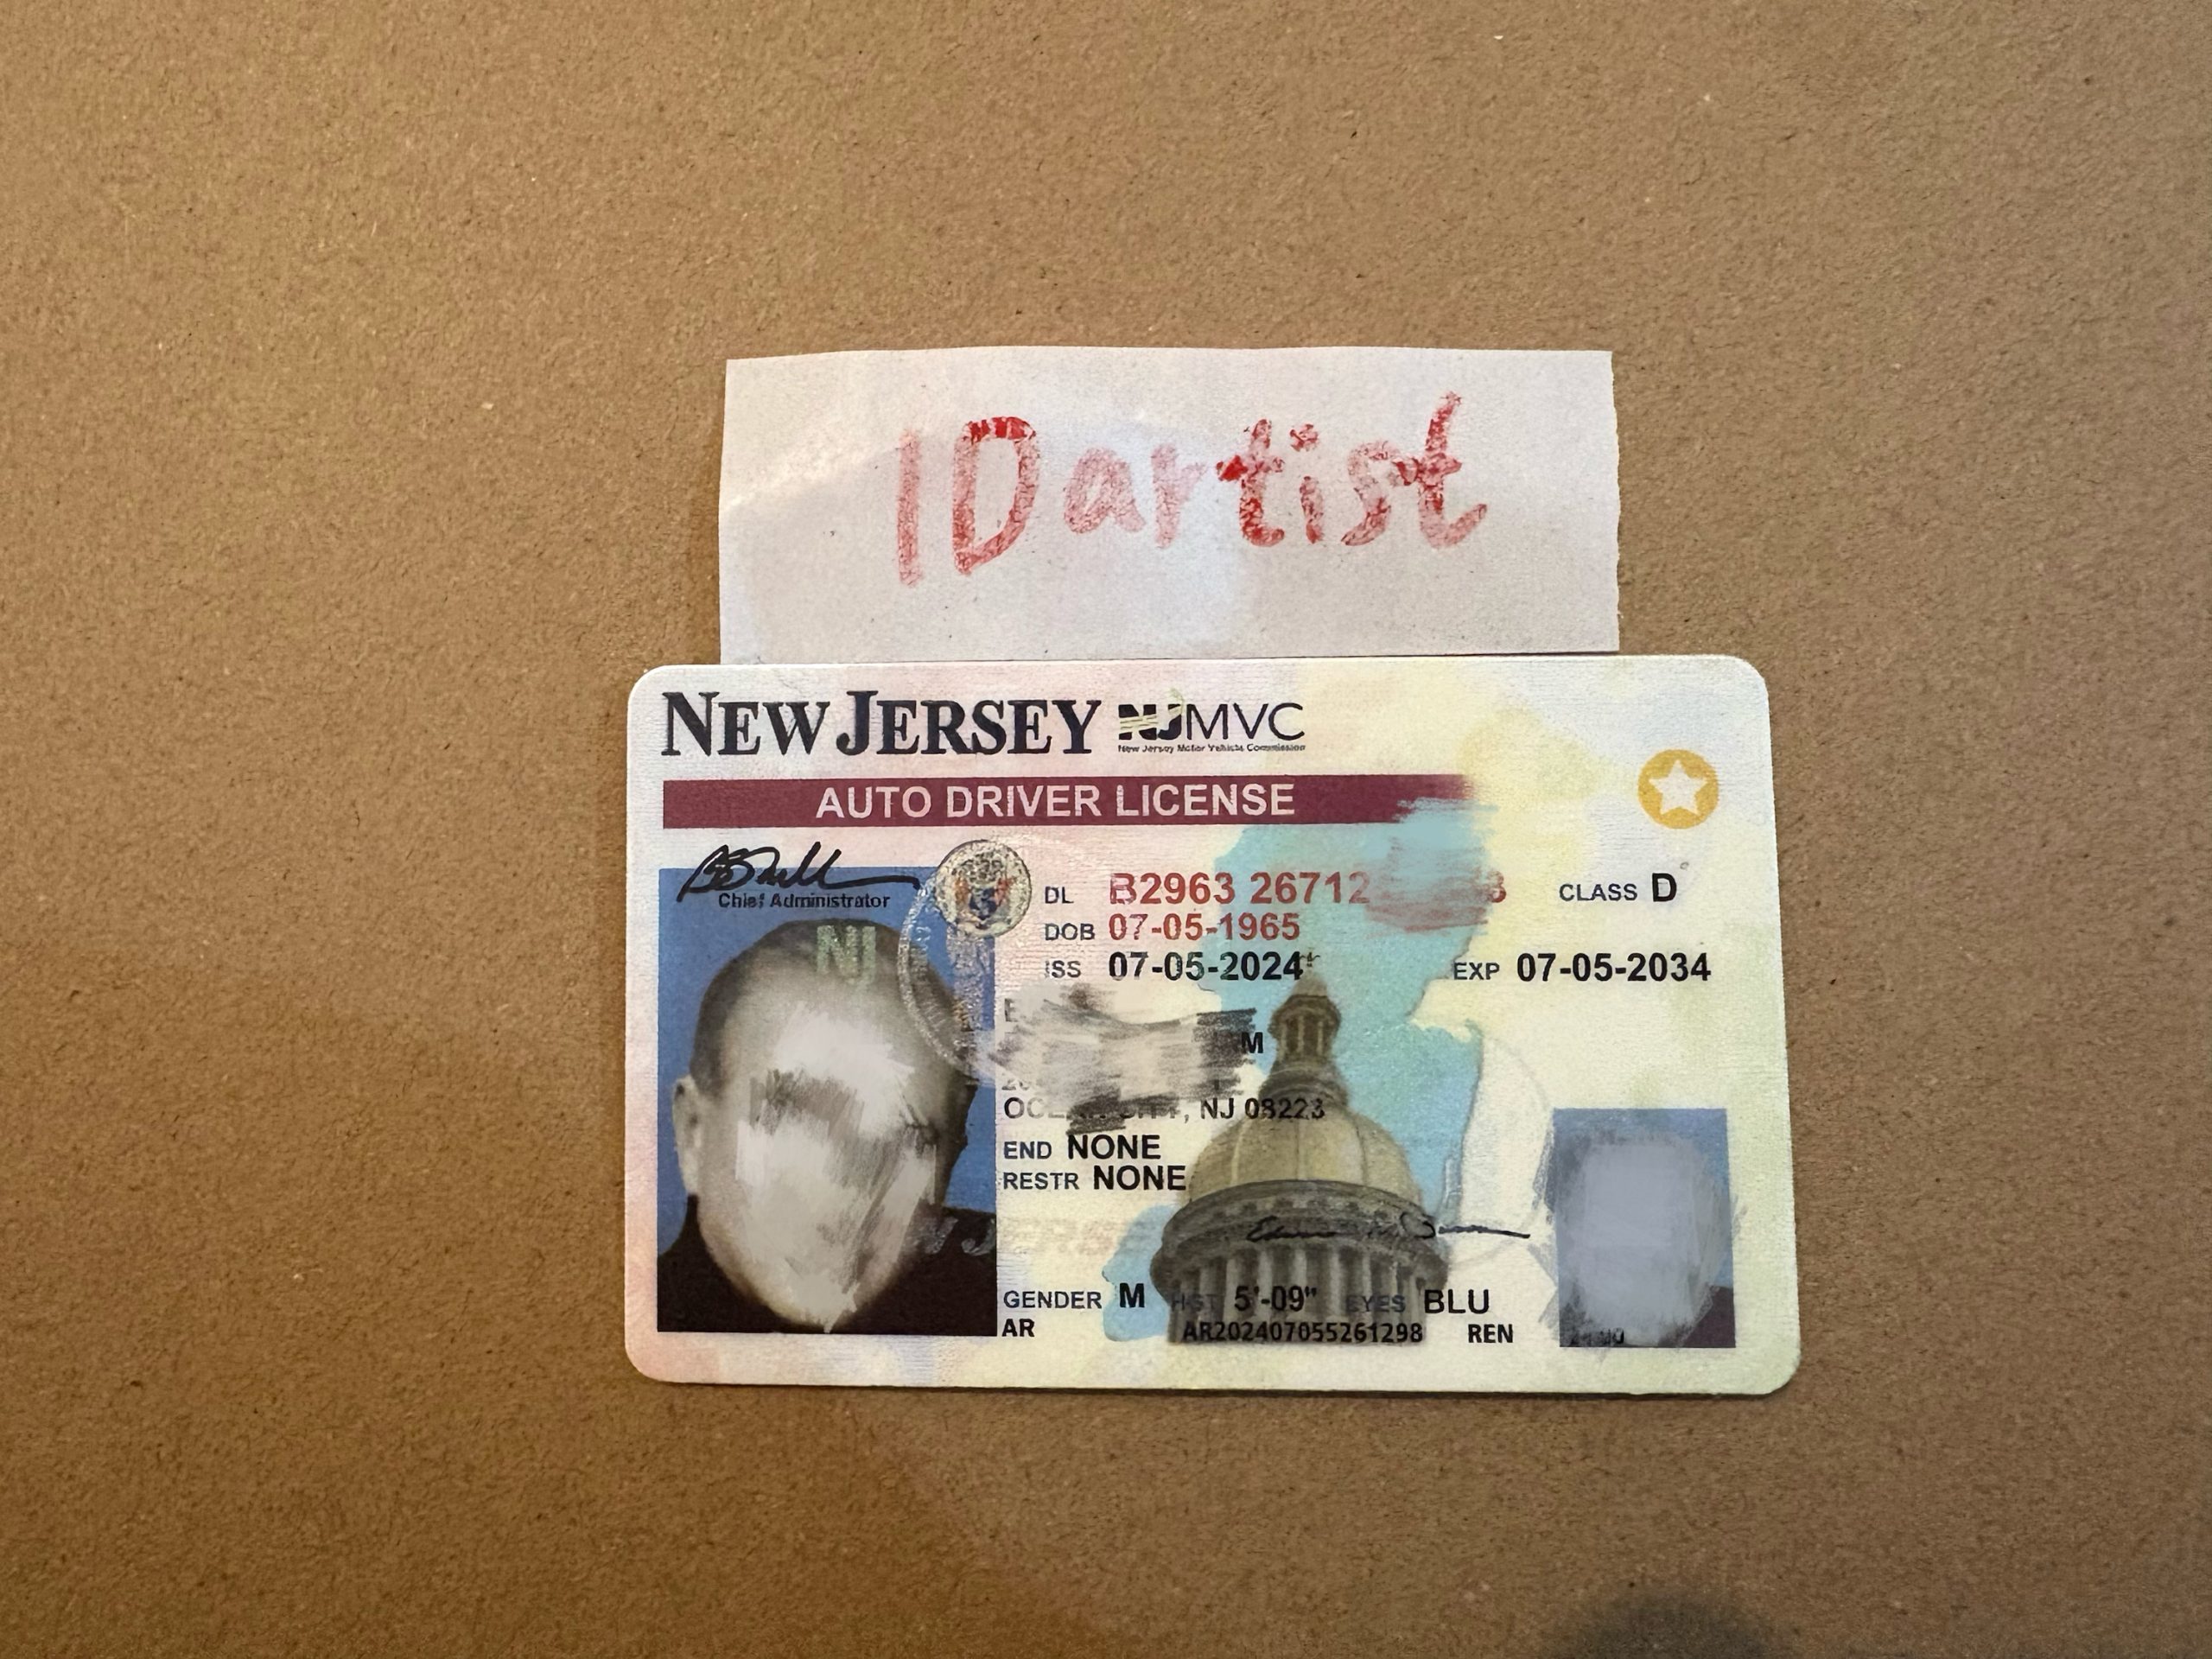 IDartist
NEW JERSEY NJMVC
New Jersey Motor Vehicle Commission
AUTO DRIVER LICENSE
Chief Administrator
NJ
DL B2963 26712 CLASS D
DOB 07-05-1965
ISS 07-05-2024 EXP 07-05-2034
M
, NJ 08223
END NONE
RESTR NONE
GENDER M HGT 5'-09" EYES BLU
AR AR202407055261298 REN